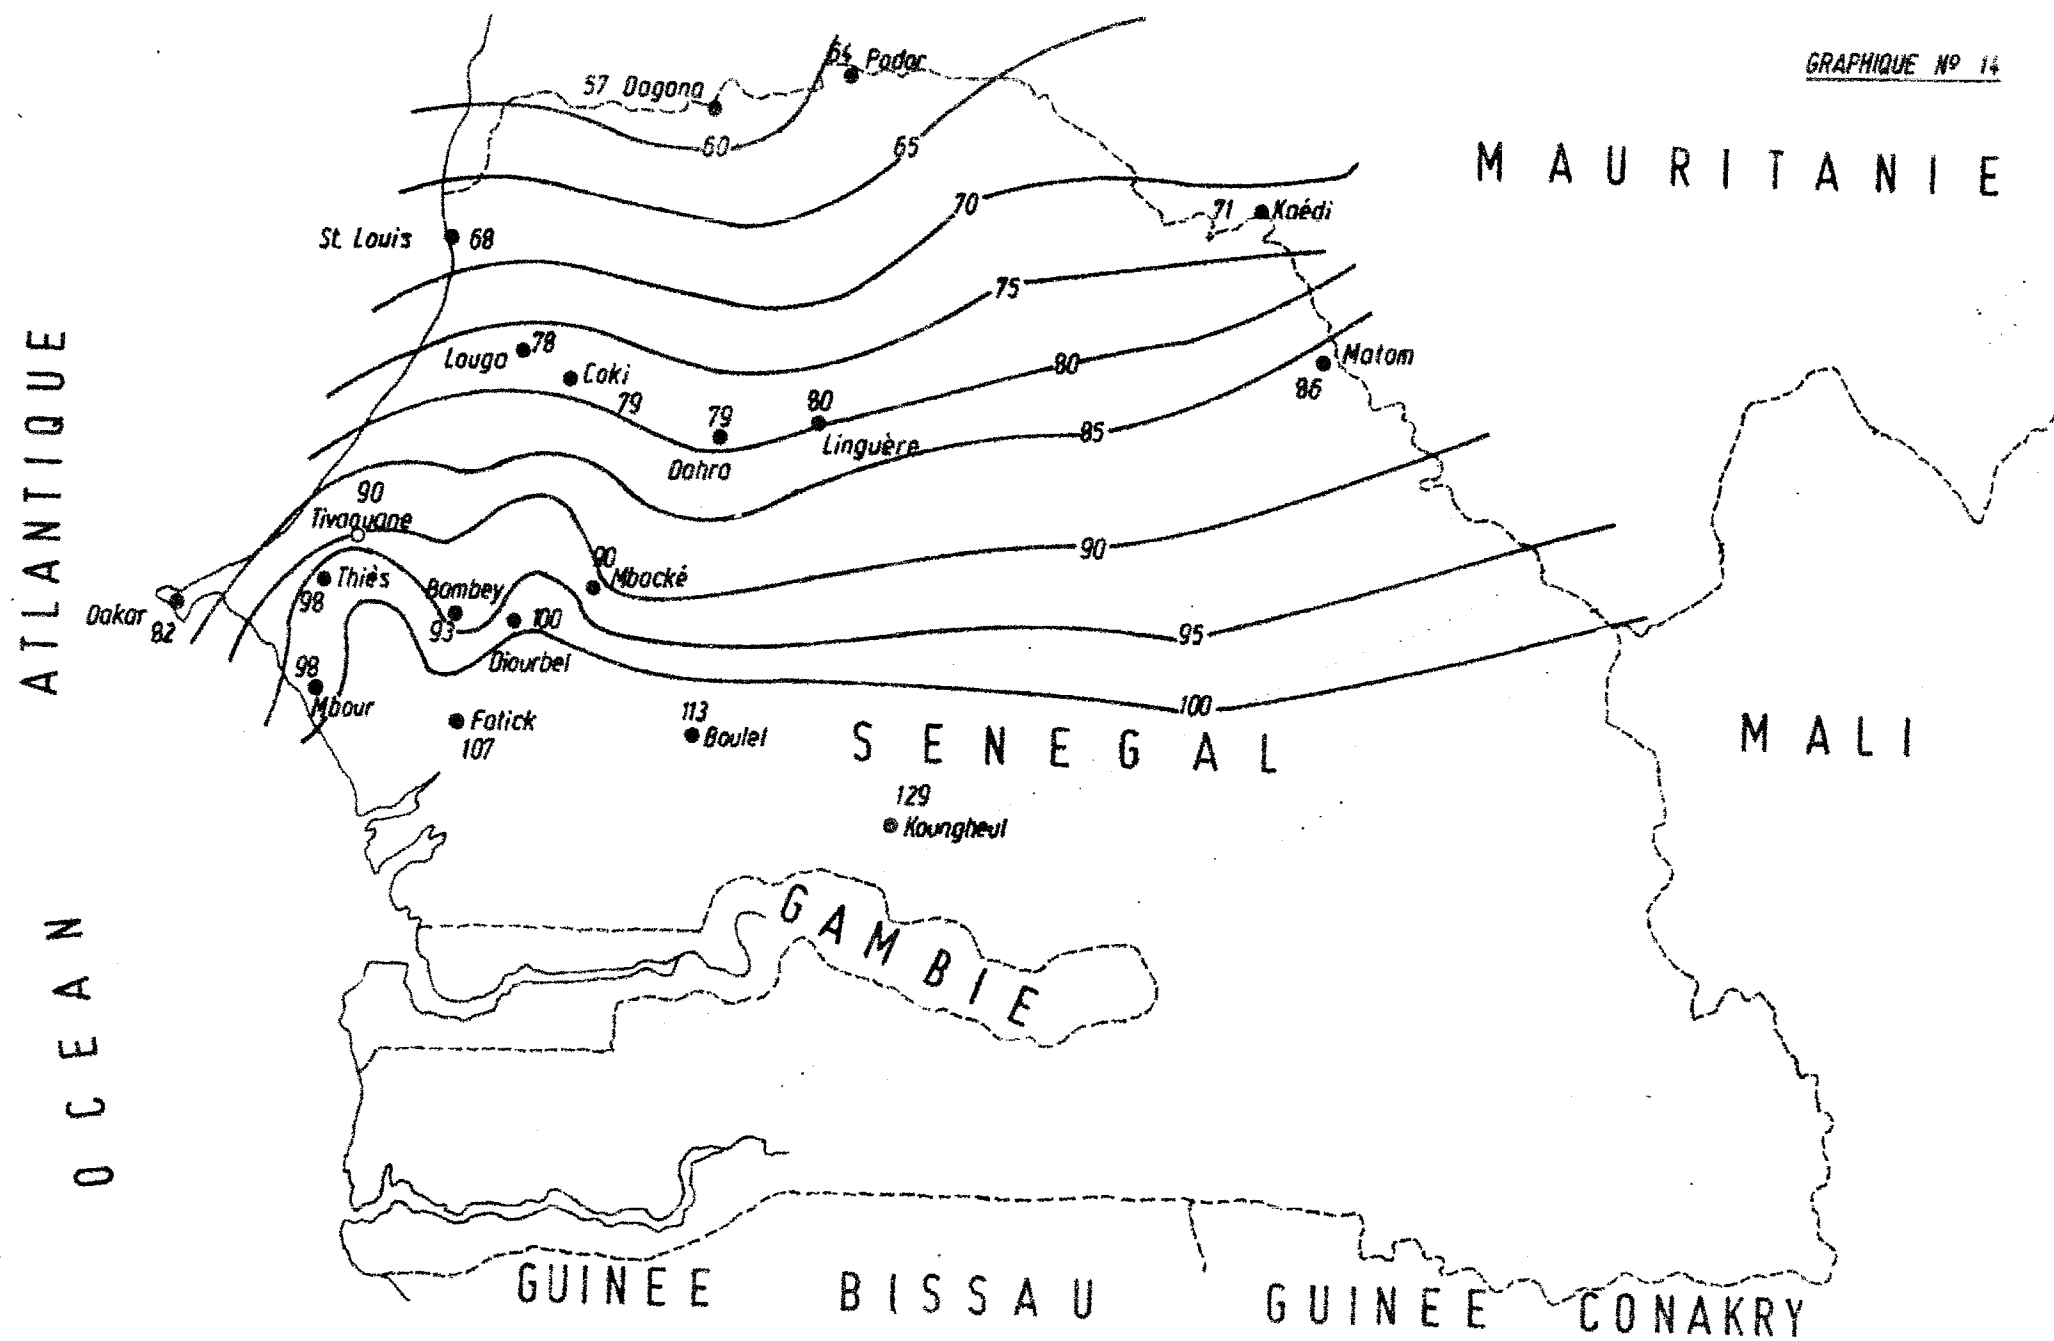 GRAPHIQUE Nº 14
64 Podor
57 Dagana
60
65
MAURITANIE
70
71 Kaédi
St. Louis 68
75
Louga 78
Coki
79
80
Matam
86
79
Dahra
80
Linguère
85
ATLANTIQUE
90
Tivaouane
90
90
Mbacké
Thiès
98
Bambey
93
100
Diourbel
Dakar
82
95
98
Mbour
100
Fatick
107
113
Boulel
SENEGAL
MALI
129
Koungheul
OCEAN
GAMBIE
GUINEE BISSAU
GUINEE CONAKRY